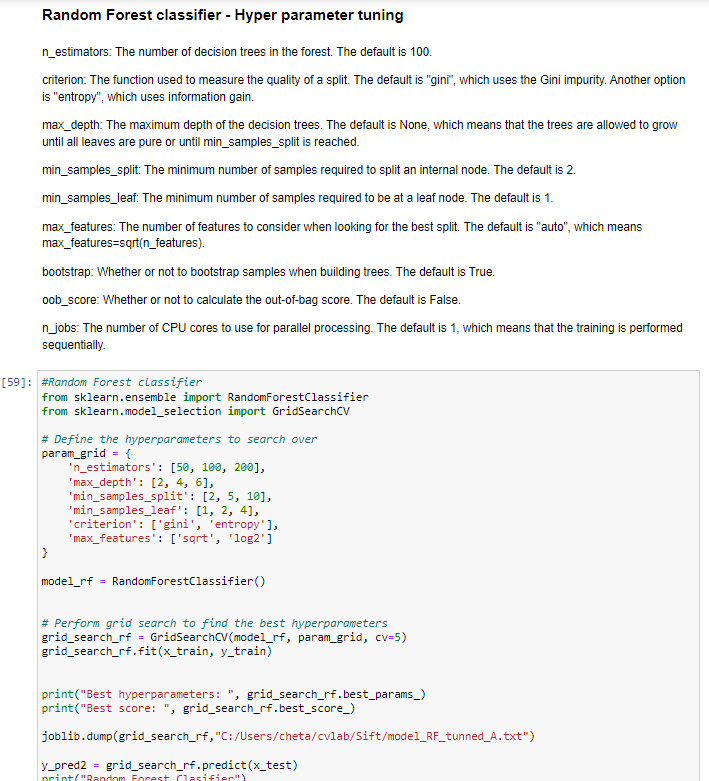 Random Forest classifier - Hyper parameter tuning
n_estimators: The number of decision trees in the forest. The default is 100.
criterion: The function used to measure the quality of a split. The default is "gini", which uses the Gini impurity. Another option
is "entropy", which uses information gain.
max_depth: The maximum depth of the decision trees. The default is None, which means that the trees are allowed to grow
until all leaves are pure or until min_samples_split is reached.
min_samples_split: The minimum number of samples required to split an internal node. The default is 2.
min_samples_leaf: The minimum number of samples required to be at a leaf node. The default is 1.
max_features: The number of features to consider when looking for the best split. The default is "auto", which means
max_features=sqrt(n_features).
bootstrap: Whether or not to bootstrap samples when building trees. The default is True.
oob_score: Whether or not to calculate the out-of-bag score. The default is False.
n_jobs: The number of CPU cores to use for parallel processing. The default is 1, which means that the training is performed
sequentially.
[59]: #Random Forest classifier
from sklearn.ensemble import RandomForestClassifier
from sklearn.model_selection import GridSearchCV
# Define the hyperparameters to search over
param_grid = {
'n_estimators': [50, 100, 200],
'max_depth': [2, 4, 6],
'min_samples_split': [2, 5, 10],
'min_samples_leaf': [1, 2, 4],
'criterion': ['gini', 'entropy'],
'max_features': ['sqrt', 'log2']
}
model_rf = RandomForestClassifier()
# Perform grid search to find the best hyperparameters
grid_search_rf = GridSearchCV(model_rf, param_grid, cv=5)
grid_search_rf.fit(x_train, y_train)
print("Best hyperparameters: ", grid_search_rf.best_params_)
print("Best score: ", grid_search_rf.best_score_)
joblib.dump(grid_search_rf,"C:/Users/cheta/cvlab/Sift/model_RF_tunned_A.txt")
y_pred2 = grid_search_rf.predict(x_test)
print("Random Forest Clasifier")